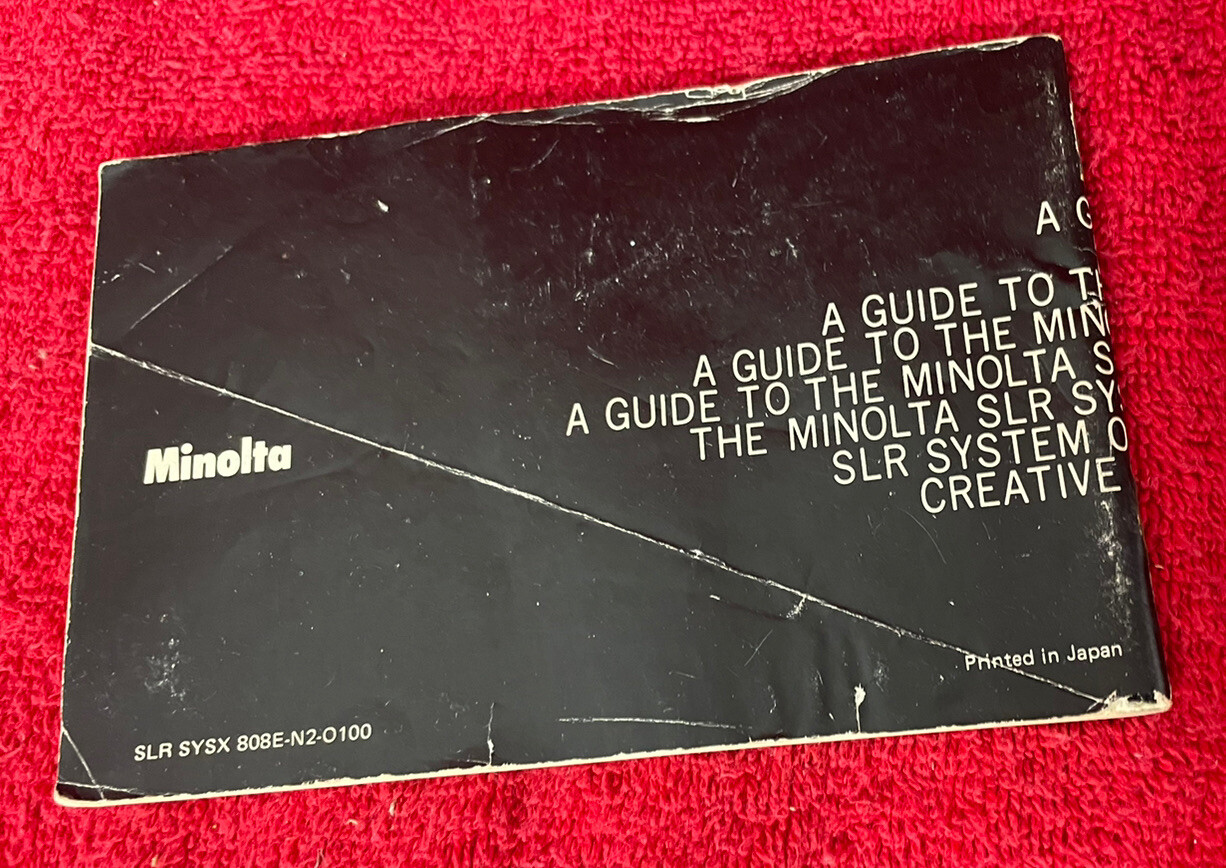 A G
A GUIDE TO TH
A GUIDE TO THE MIN
A GUIDE TO THE MINOLTA S
THE MINOLTA SLR SY
SLR SYSTEM O
CREATIVE
Minolta
Printed in Japan
SLR SYSX 808E-N2-O100